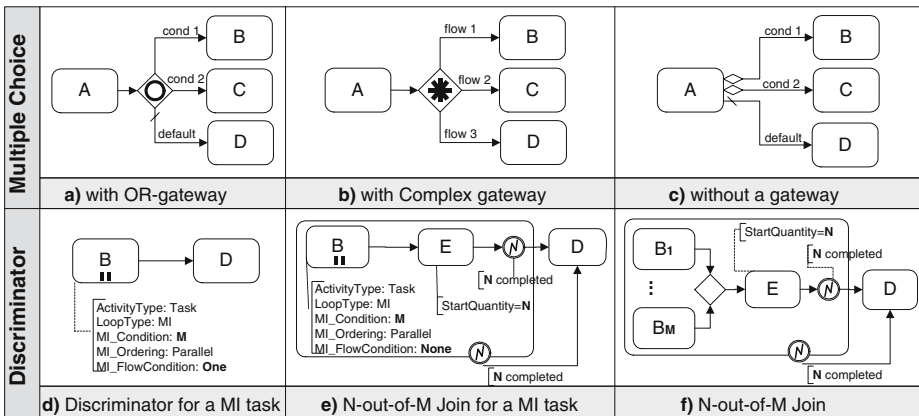 Multiple Choice
A
cond 1
cond 2
default
B
C
D
a) with OR-gateway
A
flow 1
flow 2
flow 3
B
C
D
b) with Complex gateway
A
cond 1
cond 2
default
B
C
D
c) without a gateway
Discriminator
B
D
ActivityType: Task
LoopType: MI
MI_Condition: M
MI_Ordering: Parallel
MI_FlowCondition: One
d) Discriminator for a MI task
B
E
N
D
N completed
ActivityType: Task
LoopType: MI
MI_Condition: M
MI_Ordering: Parallel
MI_FlowCondition: None
StartQuantity=N
N
N completed
e) N-out-of-M Join for a MI task
StartQuantity=N
N completed
B1
BM
E
N
D
N
N completed
f) N-out-of-M Join